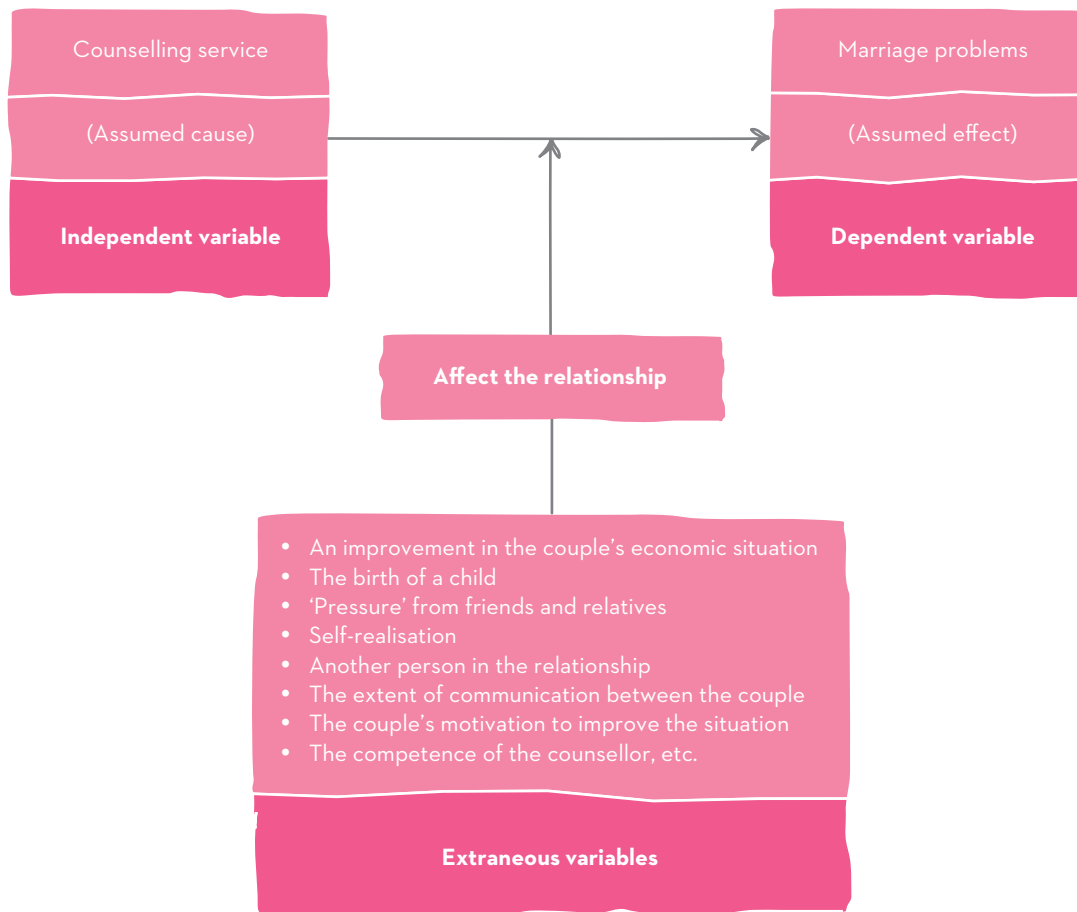 Counselling service
(Assumed cause)
Independent variable
Marriage problems
(Assumed effect)
Dependent variable
Affect the relationship
• An improvement in the couple’s economic situation
• The birth of a child
• ‘Pressure’ from friends and relatives
• Self-realisation
• Another person in the relationship
• The extent of communication between the couple
• The couple’s motivation to improve the situation
• The competence of the counsellor, etc.
Extraneous variables